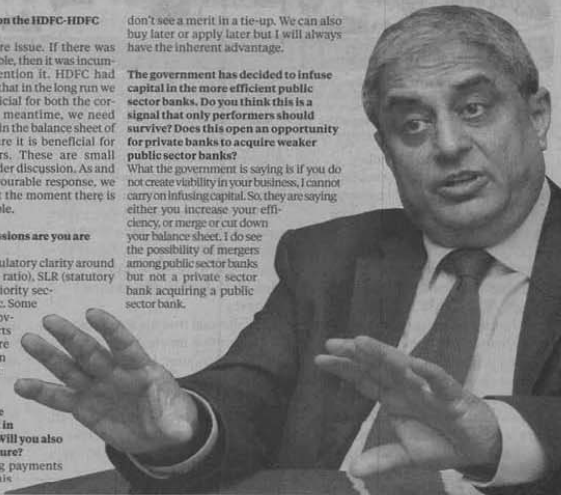 on the HDFC-HDFC
re issue. If there was
ble, then it was incum-
ention it. HDFC had
that in the long run we
icial for both the cor-
meantime, we need
in the balance sheet of
re it is beneficial for
rs. These are small
der discussion. As and
ourable response, we
t the moment there is
ble.
ssions are you are
ulatory clarity around
ratio), SLR (statutory
iority sec-
c. Some
ov-
rts
re
n
e
in
Will you also
ure?
g payments
his
don't see a merit in a tie-up. We can also
buy later or apply later but I will always
have the inherent advantage.
The government has decided to infuse
capital in the more efficient public
sector banks. Do you think this is a
signal that only performers should
survive? Does this open an opportunity
for private banks to acquire weaker
public sector banks?
What the government is saying is if you do
not create viability in your business, I cannot
carry on infusing capital. So, they are saying
either you increase your effi-
ciency, or merge or cut down
your balance sheet. I do see
the possibility of mergers
among public sector banks
but not a private sector
bank acquiring a public
sector bank.